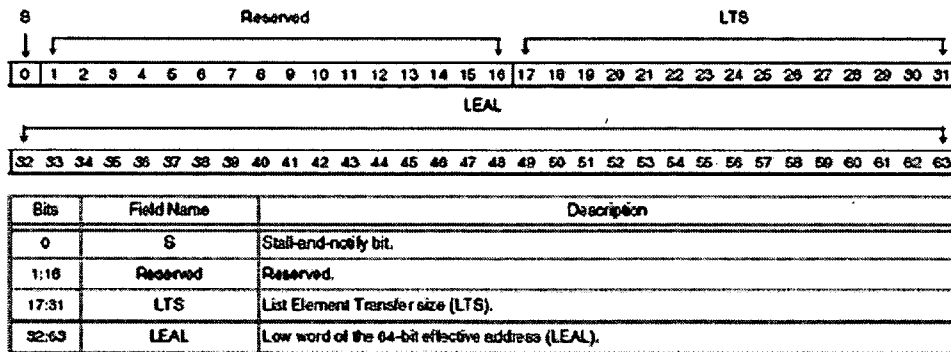 S Reserved LTS
0 1 2 3 4 5 6 7 8 9 10 11 12 13 14 15 16 17 18 19 20 21 22 23 24 25 26 27 28 29 30 31
LEAL
32 33 34 35 36 37 38 39 40 41 42 43 44 45 46 47 48 49 50 51 52 53 54 55 56 57 58 59 60 61 62 63
Bits Field Name Description
0 S Stall-and-notify bit.
1:16 Reserved Reserved.
17:31 LTS List Element Transfer size (LTS).
32:63 LEAL Low word of the 64-bit effective address (LEAL).